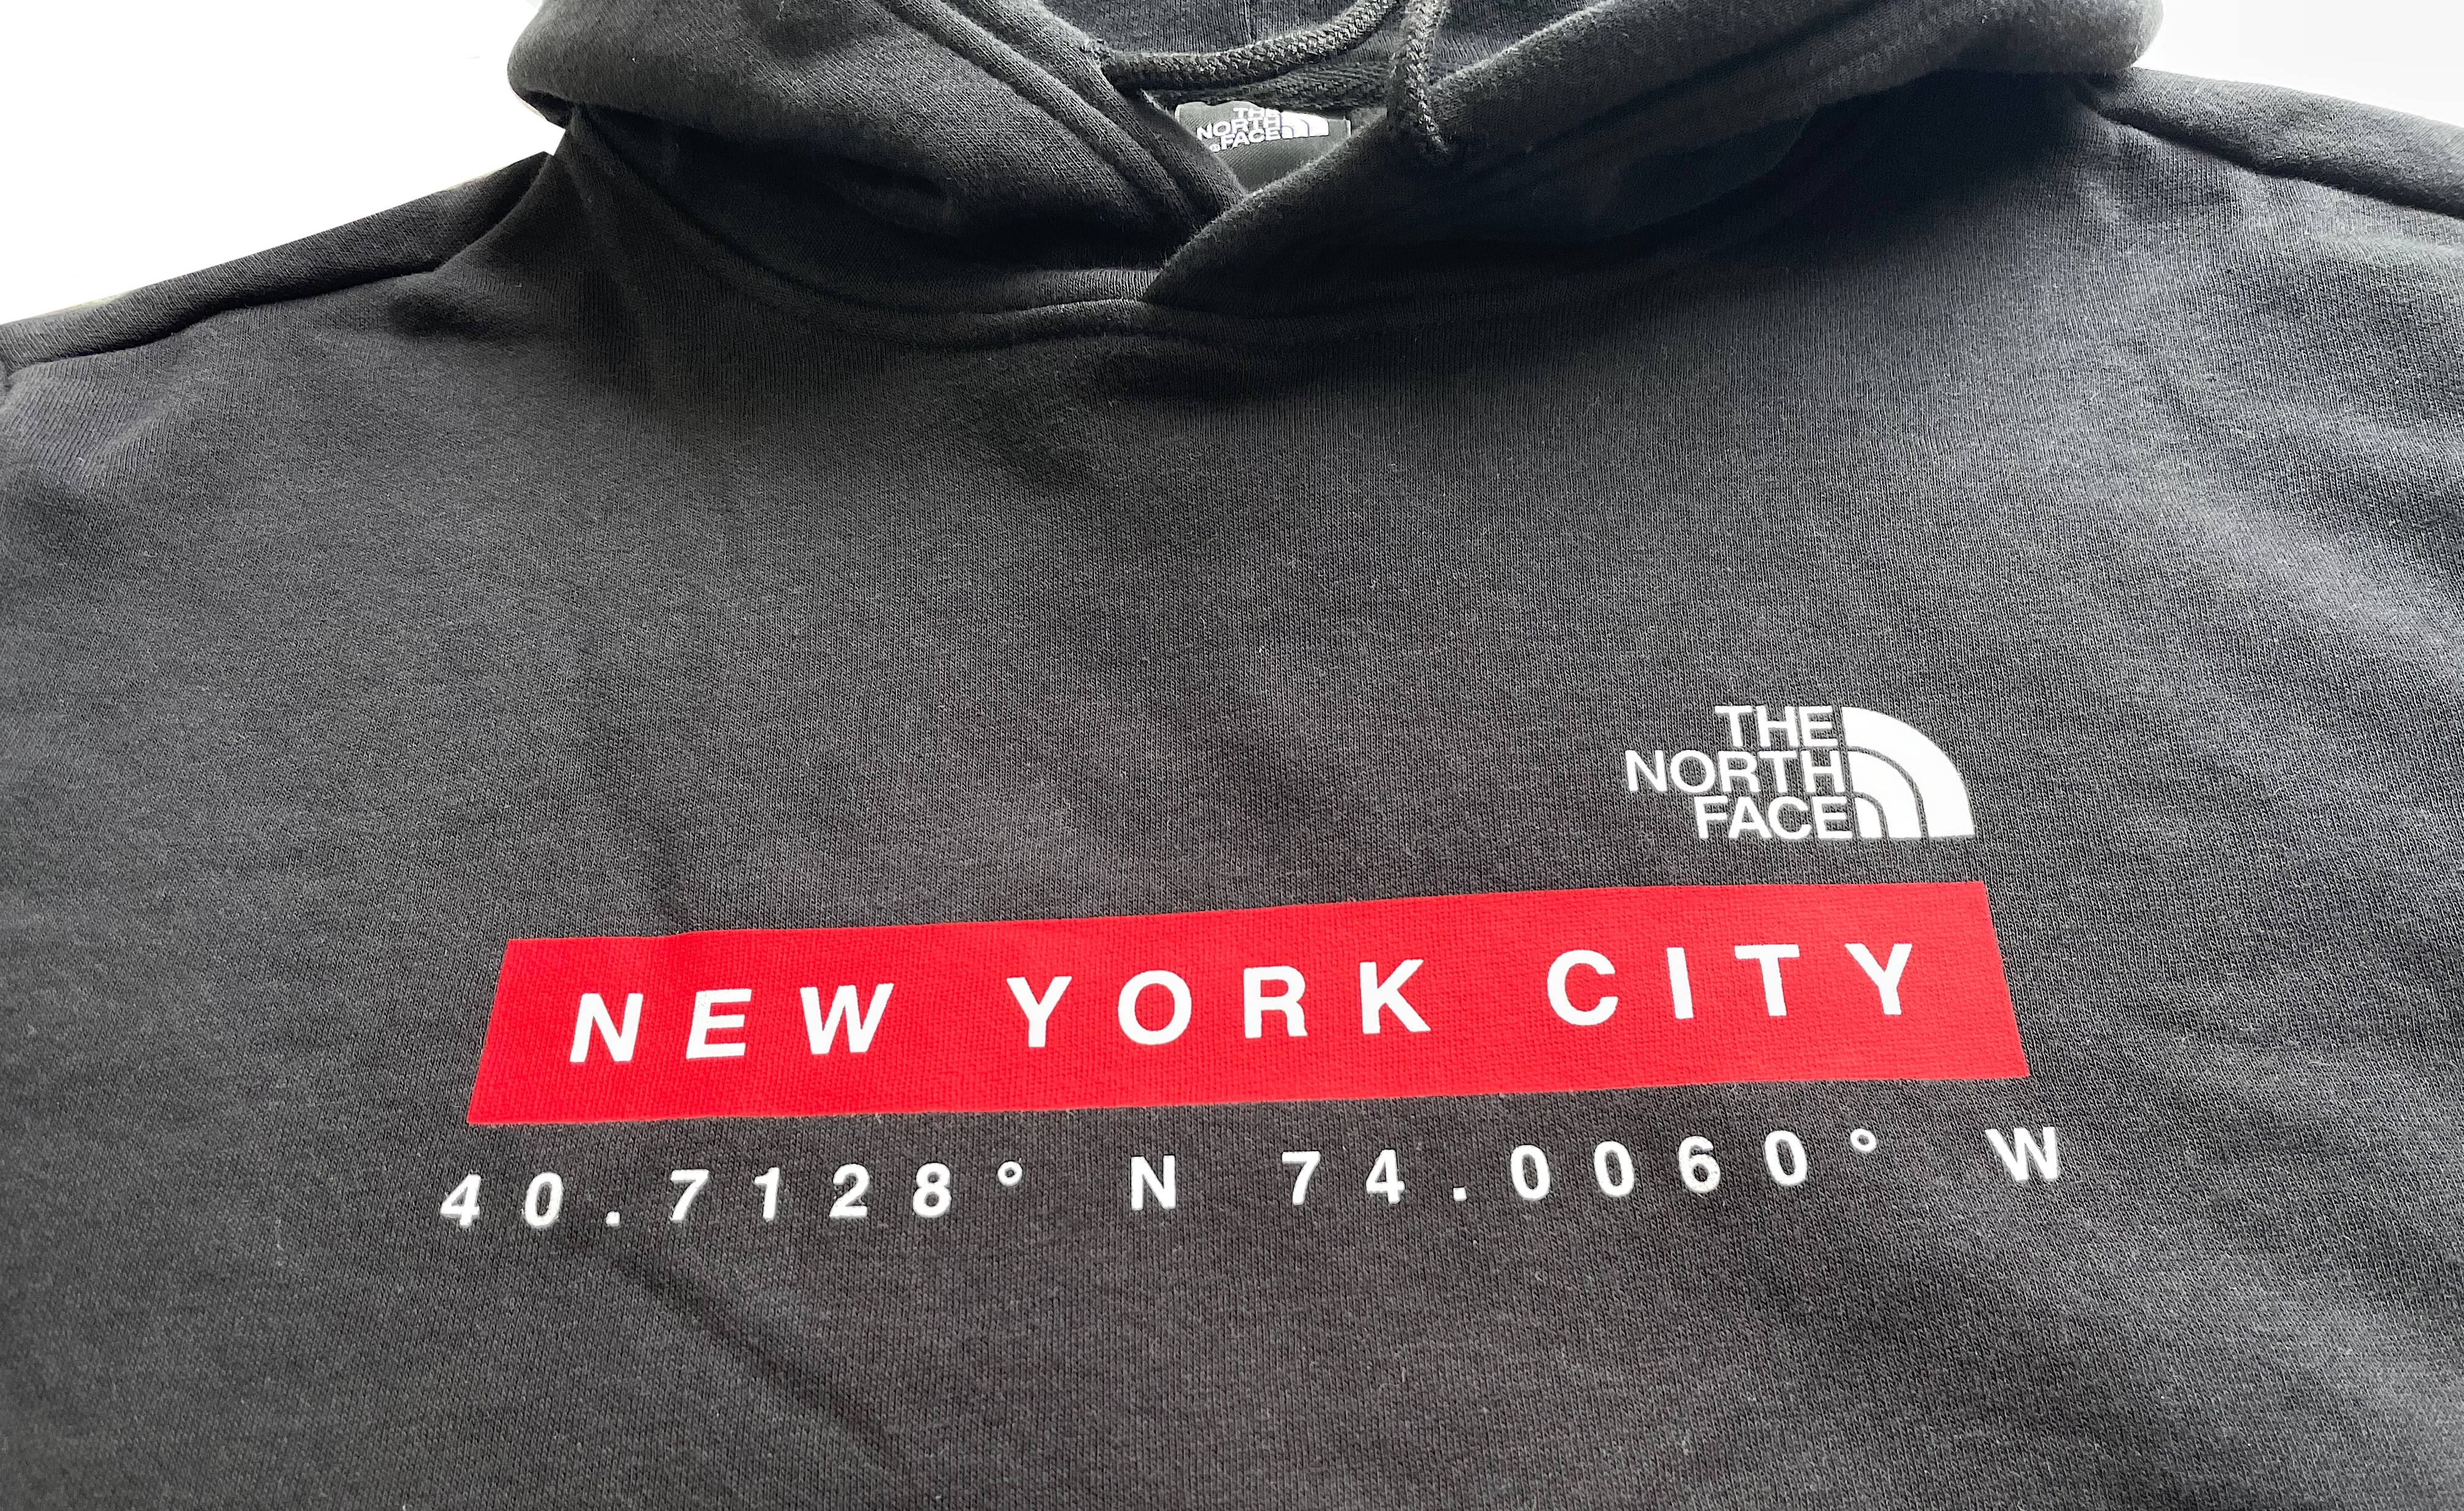 THE
NORTH
FACE
THE
NORTH
FACE
NEW YORK CITY
40.7128° N 74.0060° W